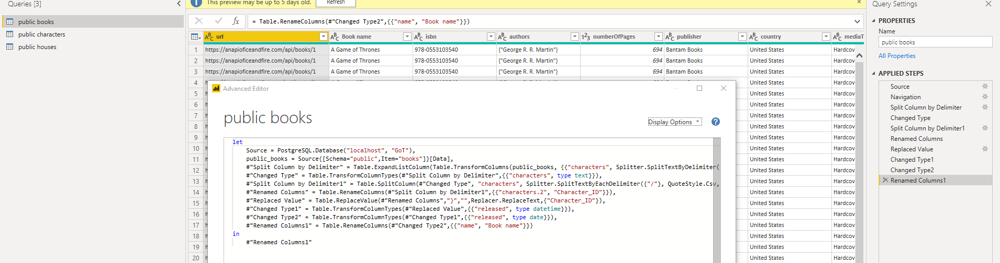 Queries [3]
This preview may be up to 5 days old. Refresh
Query Settings
public books
public characters
public houses
= Table.RenameColumns(#"Changed Type2",{{"name", "Book name"}})
url Book name isbn authors numberOfPages publisher country mediaT
1 https://anapioficeandfire.com/api/books/1 A Game of Thrones 978-0553103540 {"George R. R. Martin"} 694 Bantam Books United States Hardcov
2 https://anapioficeandfire.com/api/books/1 A Game of Thrones 978-0553103540 {"George R. R. Martin"} 694 Bantam Books United States Hardcov
3 https://anapioficeandfire.com/api/books/1 A Game of Thrones 978-0553103540 {"George R. R. Martin"} 694 Bantam Books United States Hardcov
4 United States Hardcov
5 United States Hardcov
6 United States Hardcov
7 United States Hardcov
8 United States Hardcov
9 United States Hardcov
10 United States Hardcov
11 United States Hardcov
12 United States Hardcov
13 United States Hardcov
14 United States Hardcov
15 United States Hardcov
16 United States Hardcov
17 United States Hardcov
18 United States Hardcov
19 United States Hardcov
20 United States Hardcov
Advanced Editor
public books
Display Options
let
Source = PostgreSQL.Database("localhost", "GoT"),
public_books = Source{[Schema="public",Item="books"]}[Data],
#"Split Column by Delimiter" = Table.ExpandListColumn(Table.TransformColumns(public_books, {{"characters", Splitter.SplitTextByDelimiter(
#"Changed Type" = Table.TransformColumnTypes(#"Split Column by Delimiter",{{"characters", type text}}),
#"Split Column by Delimiter1" = Table.SplitColumn(#"Changed Type", "characters", Splitter.SplitTextByEachDelimiter({"/"}, QuoteStyle.Csv,
#"Renamed Columns" = Table.RenameColumns(#"Split Column by Delimiter1",{{"characters.2", "Character_ID"}}),
#"Replaced Value" = Table.ReplaceValue(#"Renamed Columns","}","",Replacer.ReplaceText,{"Character_ID"}),
#"Changed Type1" = Table.TransformColumnTypes(#"Replaced Value",{{"released", type datetime}}),
#"Changed Type2" = Table.TransformColumnTypes(#"Changed Type1",{{"released", type date}}),
#"Renamed Columns1" = Table.RenameColumns(#"Changed Type2",{{"name", "Book name"}})
in
#"Renamed Columns1"
PROPERTIES
Name
public books
All Properties
APPLIED STEPS
Source
Navigation
Split Column by Delimiter
Changed Type
Split Column by Delimiter1
Renamed Columns
Replaced Value
Changed Type1
Changed Type2
Renamed Columns1